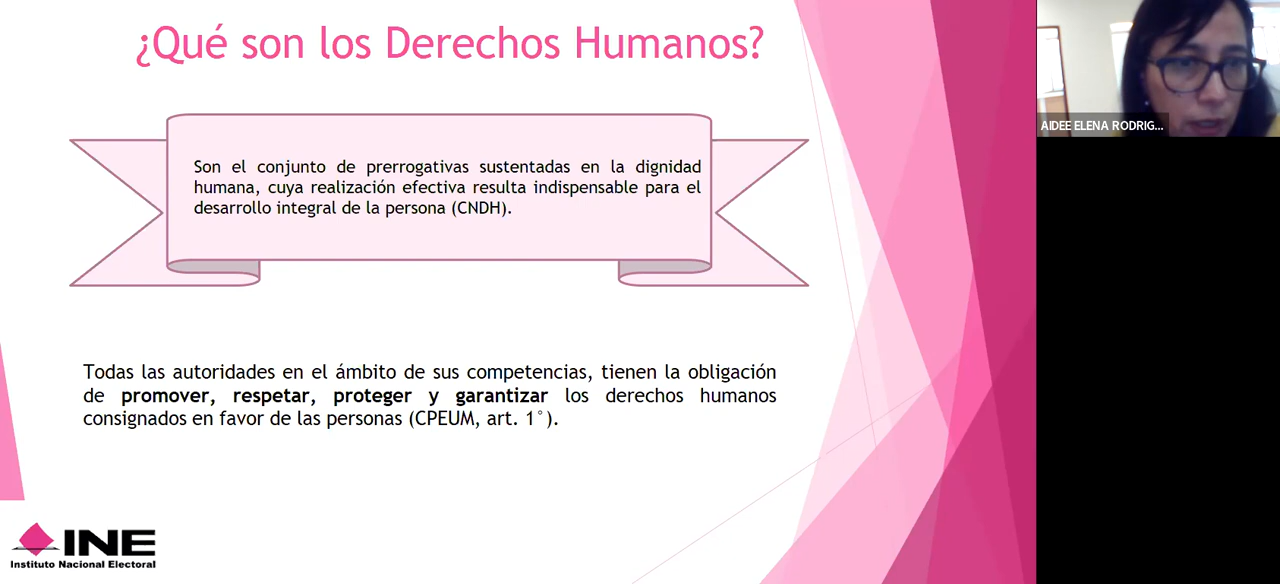 ¿Qué son los Derechos Humanos?
Son el conjunto de prerrogativas sustentadas en la dignidad
humana, cuya realización efectiva resulta indispensable para el
desarrollo integral de la persona (CNDH).
Todas las autoridades en el ámbito de sus competencias, tienen la obligación
de promover, respetar, proteger y garantizar los derechos humanos
consignados en favor de las personas (CPEUM, art. 1°).
INE
Instituto Nacional Electoral
AIDEE ELENA RODRIG...